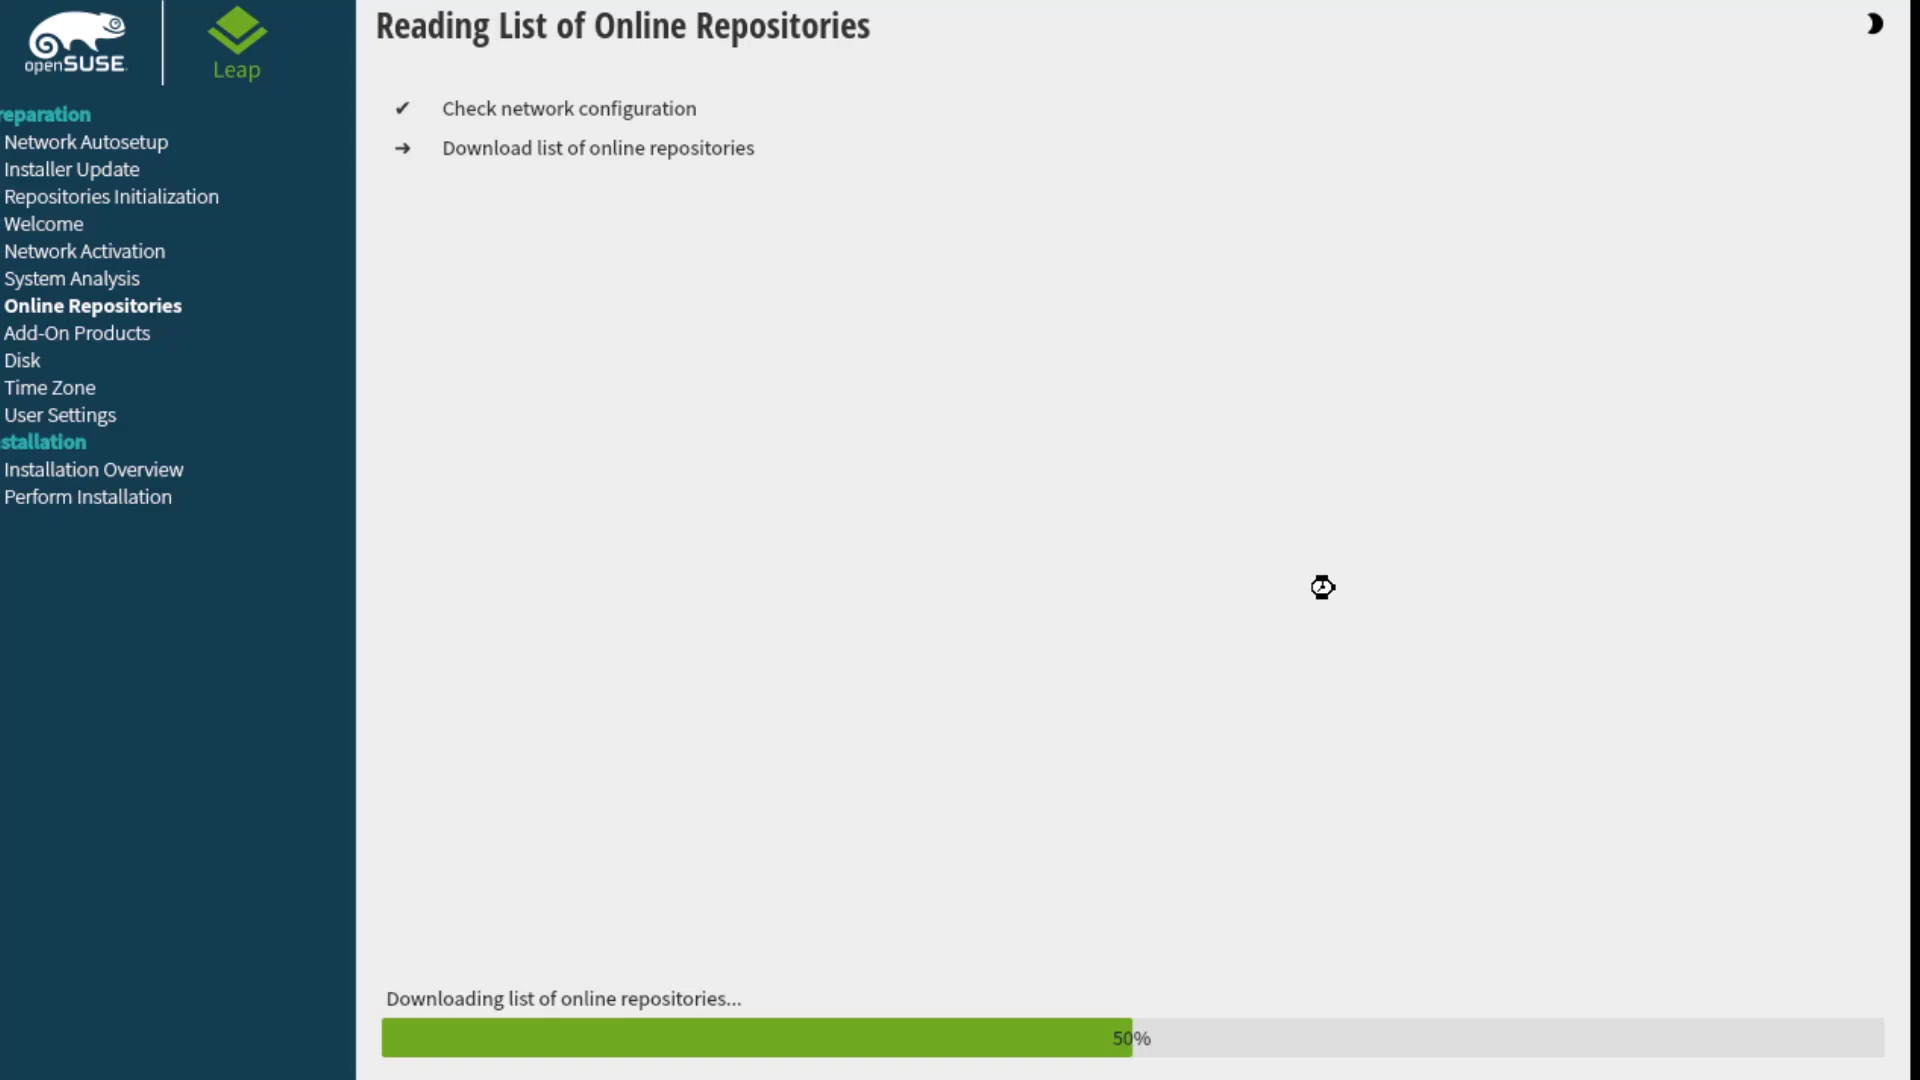 openSUSE
Leap
reparation
Network Autosetup
Installer Update
Repositories Initialization
Welcome
Network Activation
System Analysis
Online Repositories
Add-On Products
Disk
Time Zone
User Settings
stallation
Installation Overview
Perform Installation
Reading List of Online Repositories
✔ Check network configuration
➔ Download list of online repositories
Downloading list of online repositories...
50%